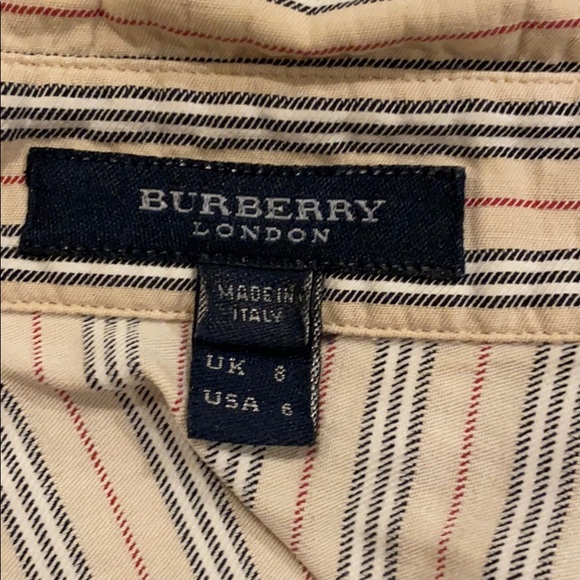 BURBERRY
LONDON
MADE IN
ITALY
UK 8
USA 6